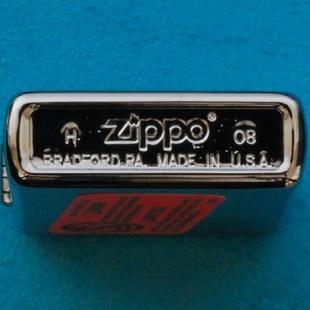 H zippo® 08
BRADFORD.PA. MADE IN U.S.A.